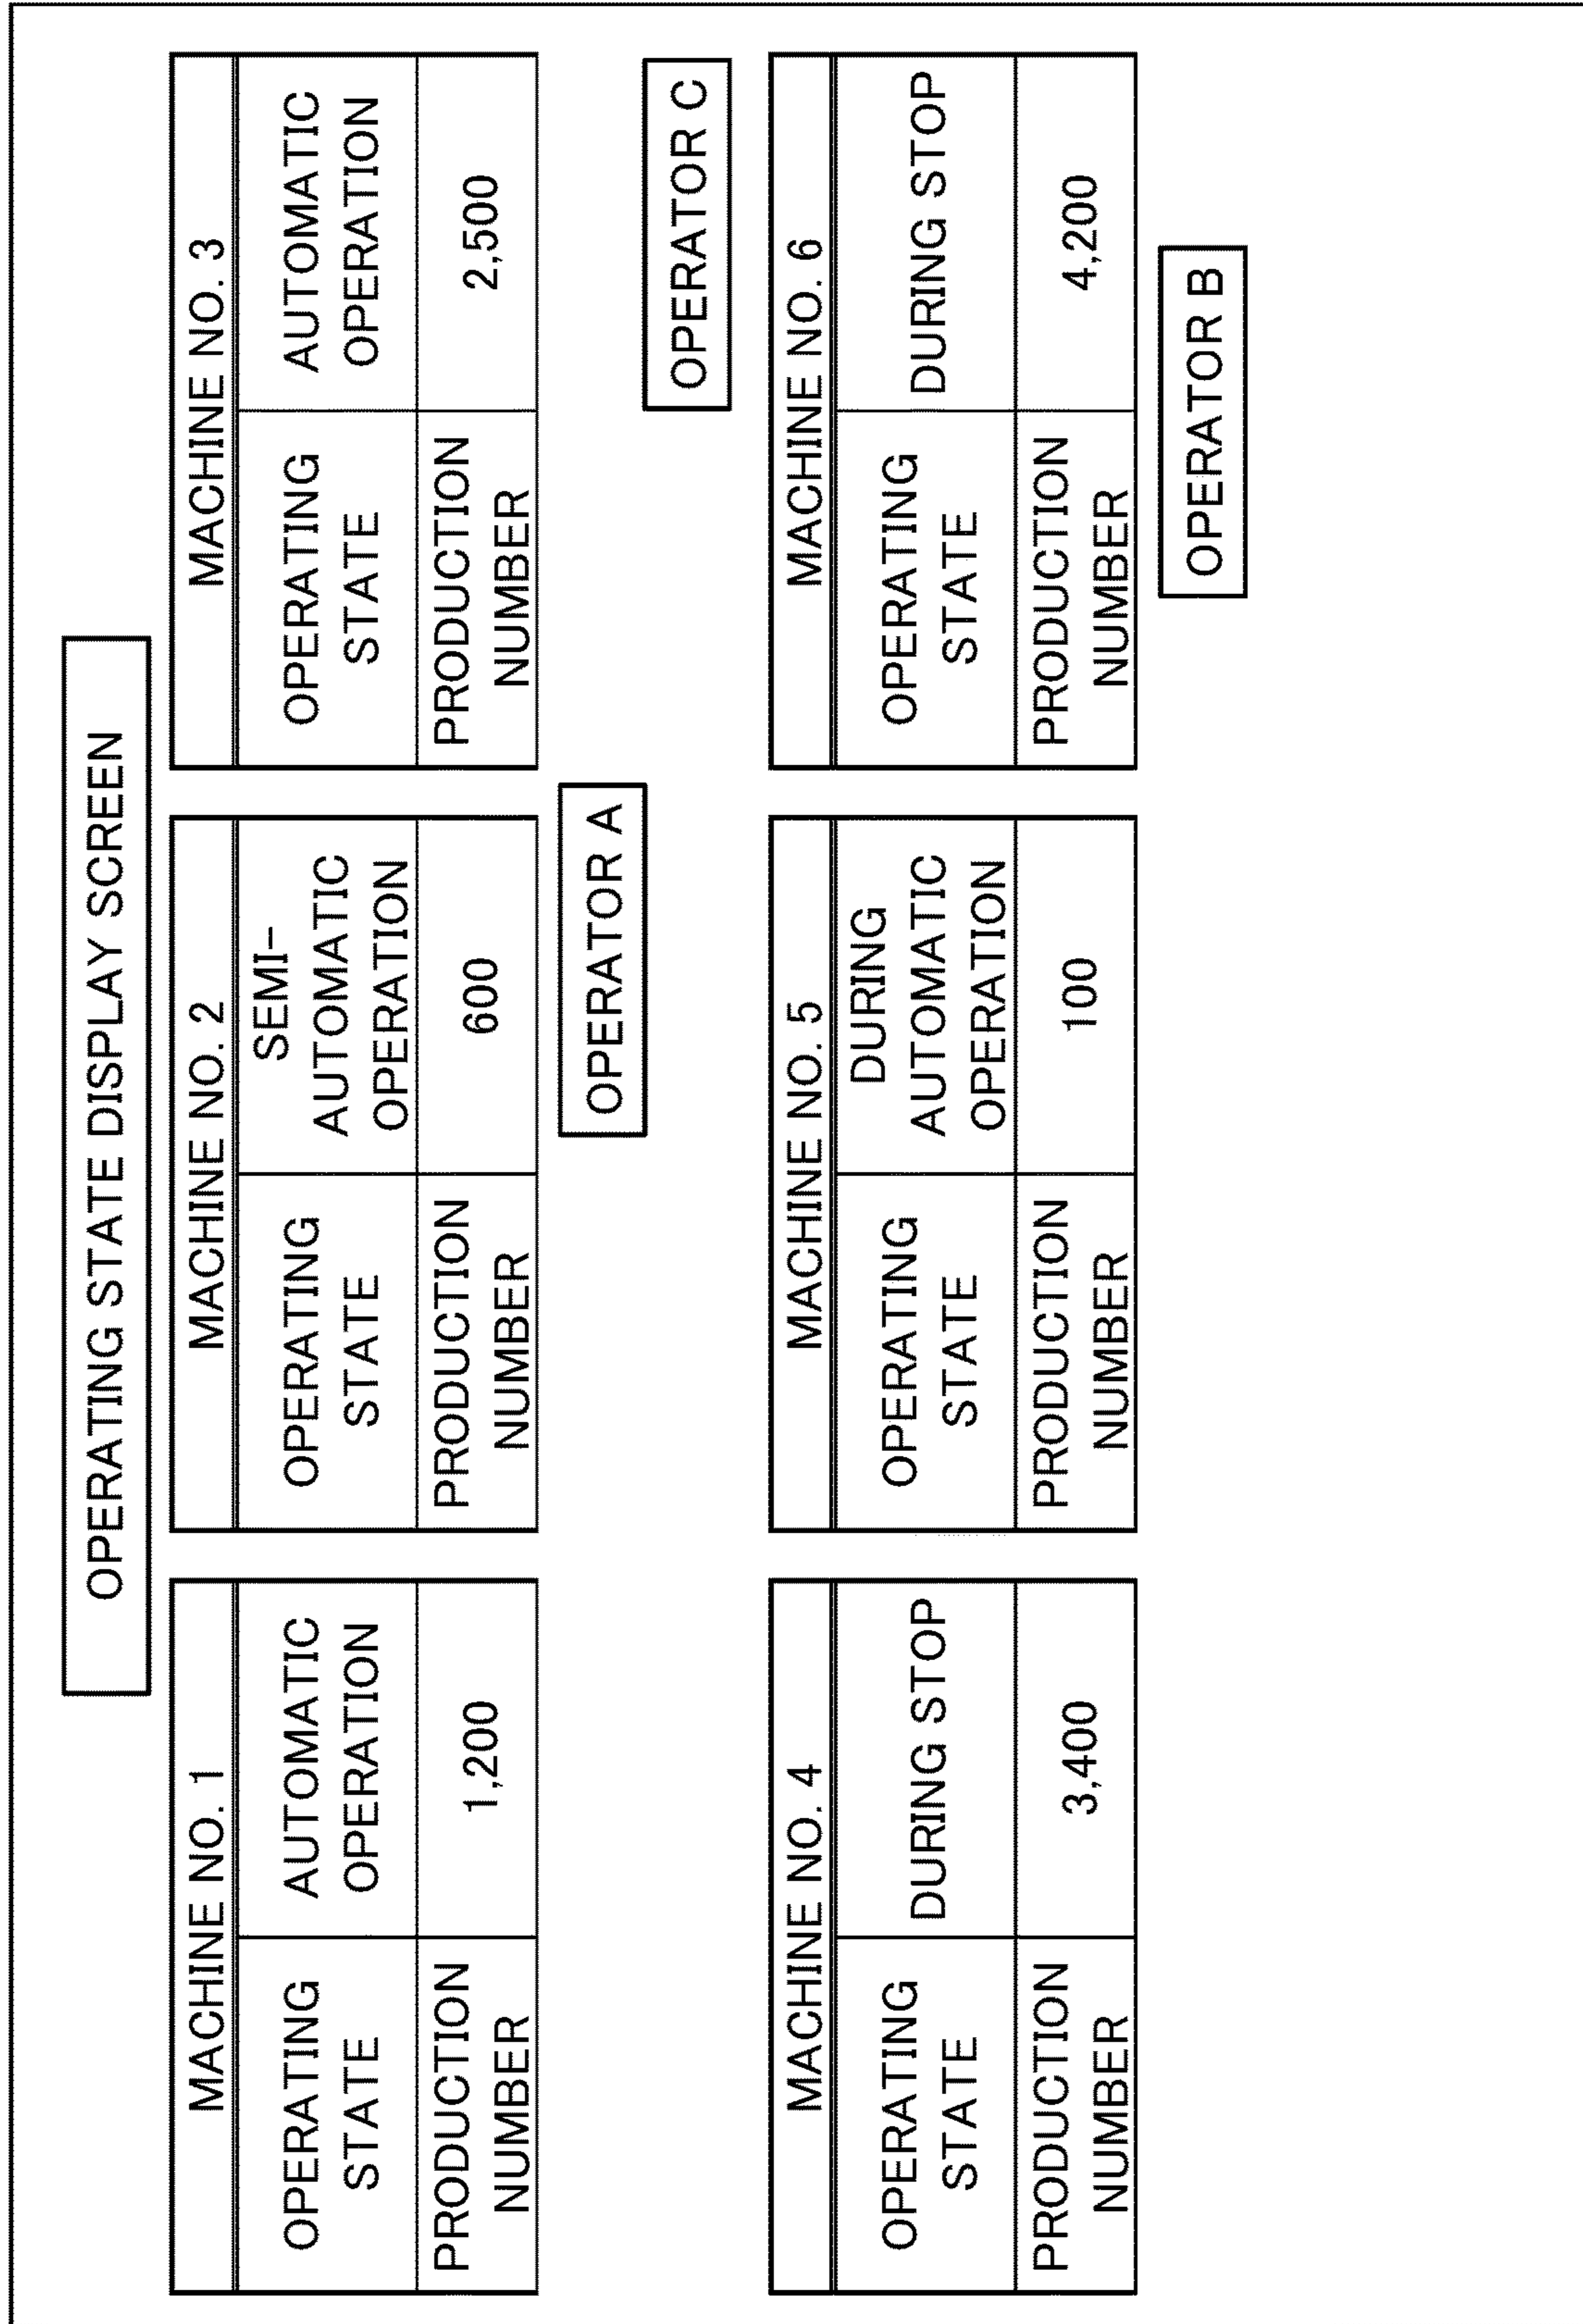 OPERATING STATE DISPLAY SCREEN
MACHINE NO. 1
OPERATING
STATE
AUTOMATIC
OPERATION
PRODUCTION
NUMBER
1,200
MACHINE NO. 2
OPERATING
STATE
SEMI-
AUTOMATIC
OPERATION
PRODUCTION
NUMBER
600
MACHINE NO. 3
OPERATING
STATE
AUTOMATIC
OPERATION
PRODUCTION
NUMBER
2,500
OPERATOR A
OPERATOR C
MACHINE NO. 4
OPERATING
STATE
DURING STOP
PRODUCTION
NUMBER
3,400
MACHINE NO. 5
OPERATING
STATE
DURING
AUTOMATIC
OPERATION
PRODUCTION
NUMBER
100
MACHINE NO. 6
OPERATING
STATE
DURING STOP
PRODUCTION
NUMBER
4,200
OPERATOR B